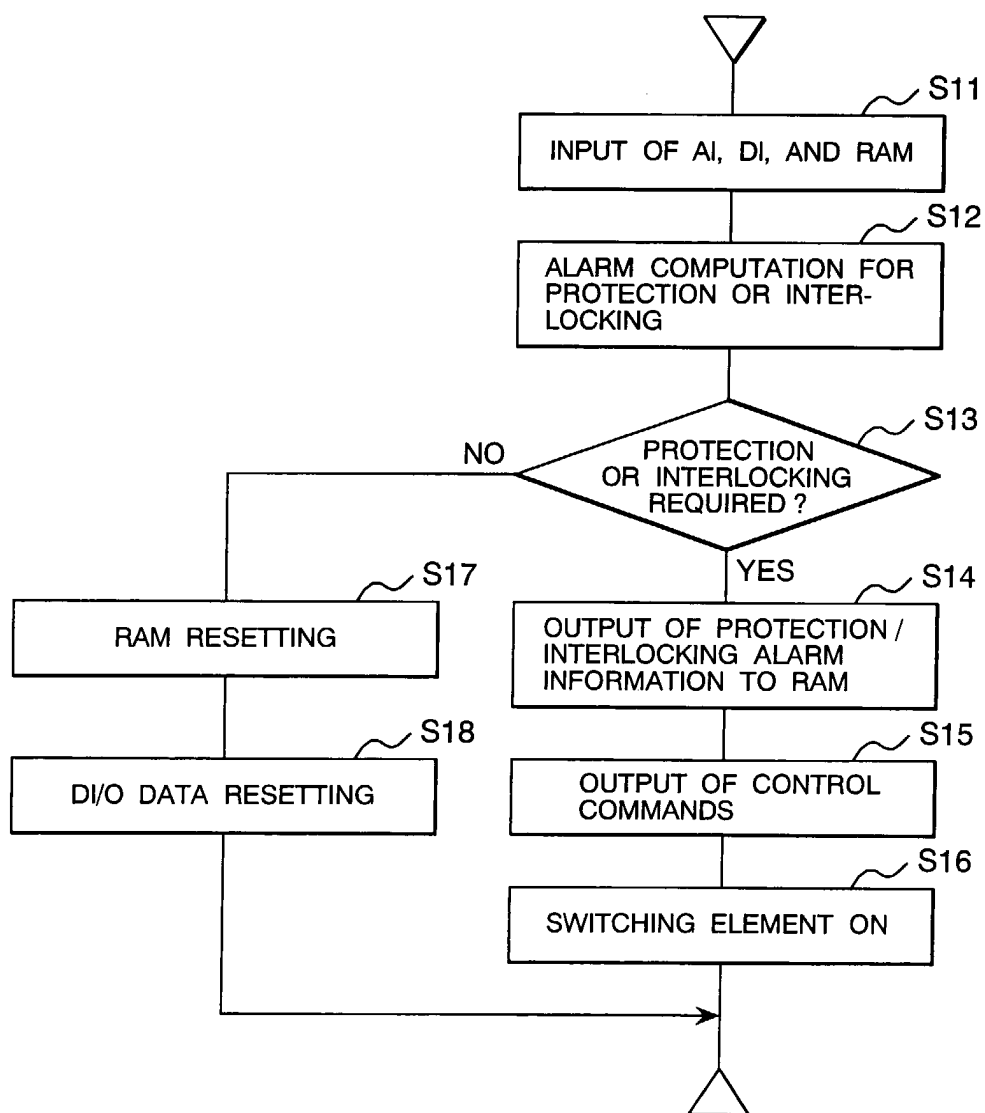 S11
INPUT OF AI, DI, AND RAM
S12
ALARM COMPUTATION FOR
PROTECTION OR INTER-
LOCKING
S13
PROTECTION
OR INTERLOCKING
REQUIRED ?
NO
YES
S17
RAM RESETTING
S14
OUTPUT OF PROTECTION /
INTERLOCKING ALARM
INFORMATION TO RAM
S18
DI/O DATA RESETTING
S15
OUTPUT OF CONTROL
COMMANDS
S16
SWITCHING ELEMENT ON